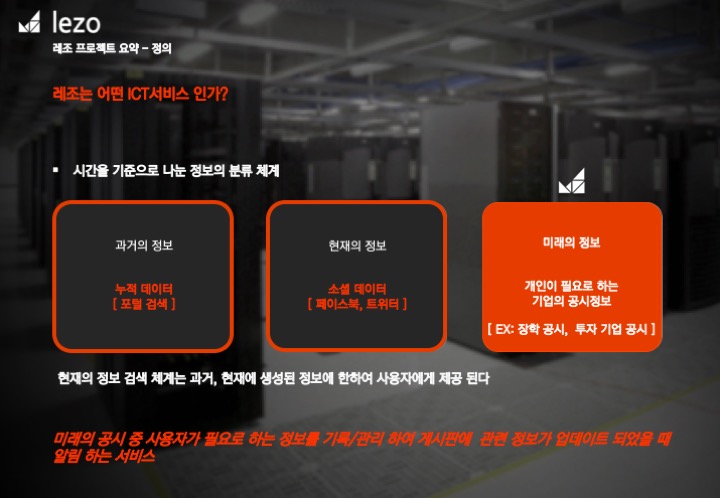 lezo
레조 프로젝트 요약 – 정의
레조는 어떤 ICT서비스 인가?
▪ 시간을 기준으로 나눈 정보의 분류 체계
과거의 정보
누적 데이터
[ 포털 검색 ]
현재의 정보
소셜 데이터
[ 페이스북, 트위터 ]
미래의 정보
개인이 필요로 하는
기업의 공시정보
[ EX: 장학 공시, 투자 기업 공시 ]
현재의 정보 검색 체계는 과거, 현재에 생성된 정보에 한하여 사용자에게 제공 된다
미래의 공시 중 사용자가 필요로 하는 정보를 기록/관리 하여 게시판에 관련 정보가 업데이트 되었을 때
알림 하는 서비스